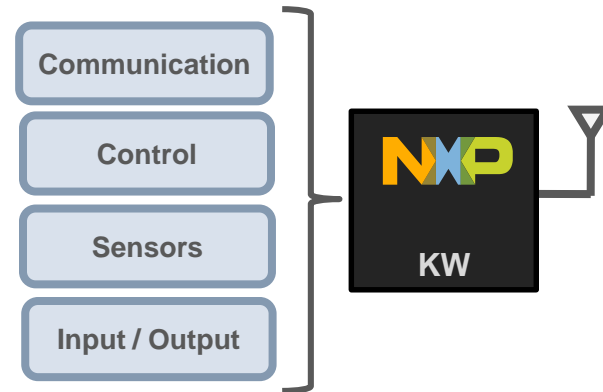 Communication
Control
Sensors
Input / Output
NXP
KW